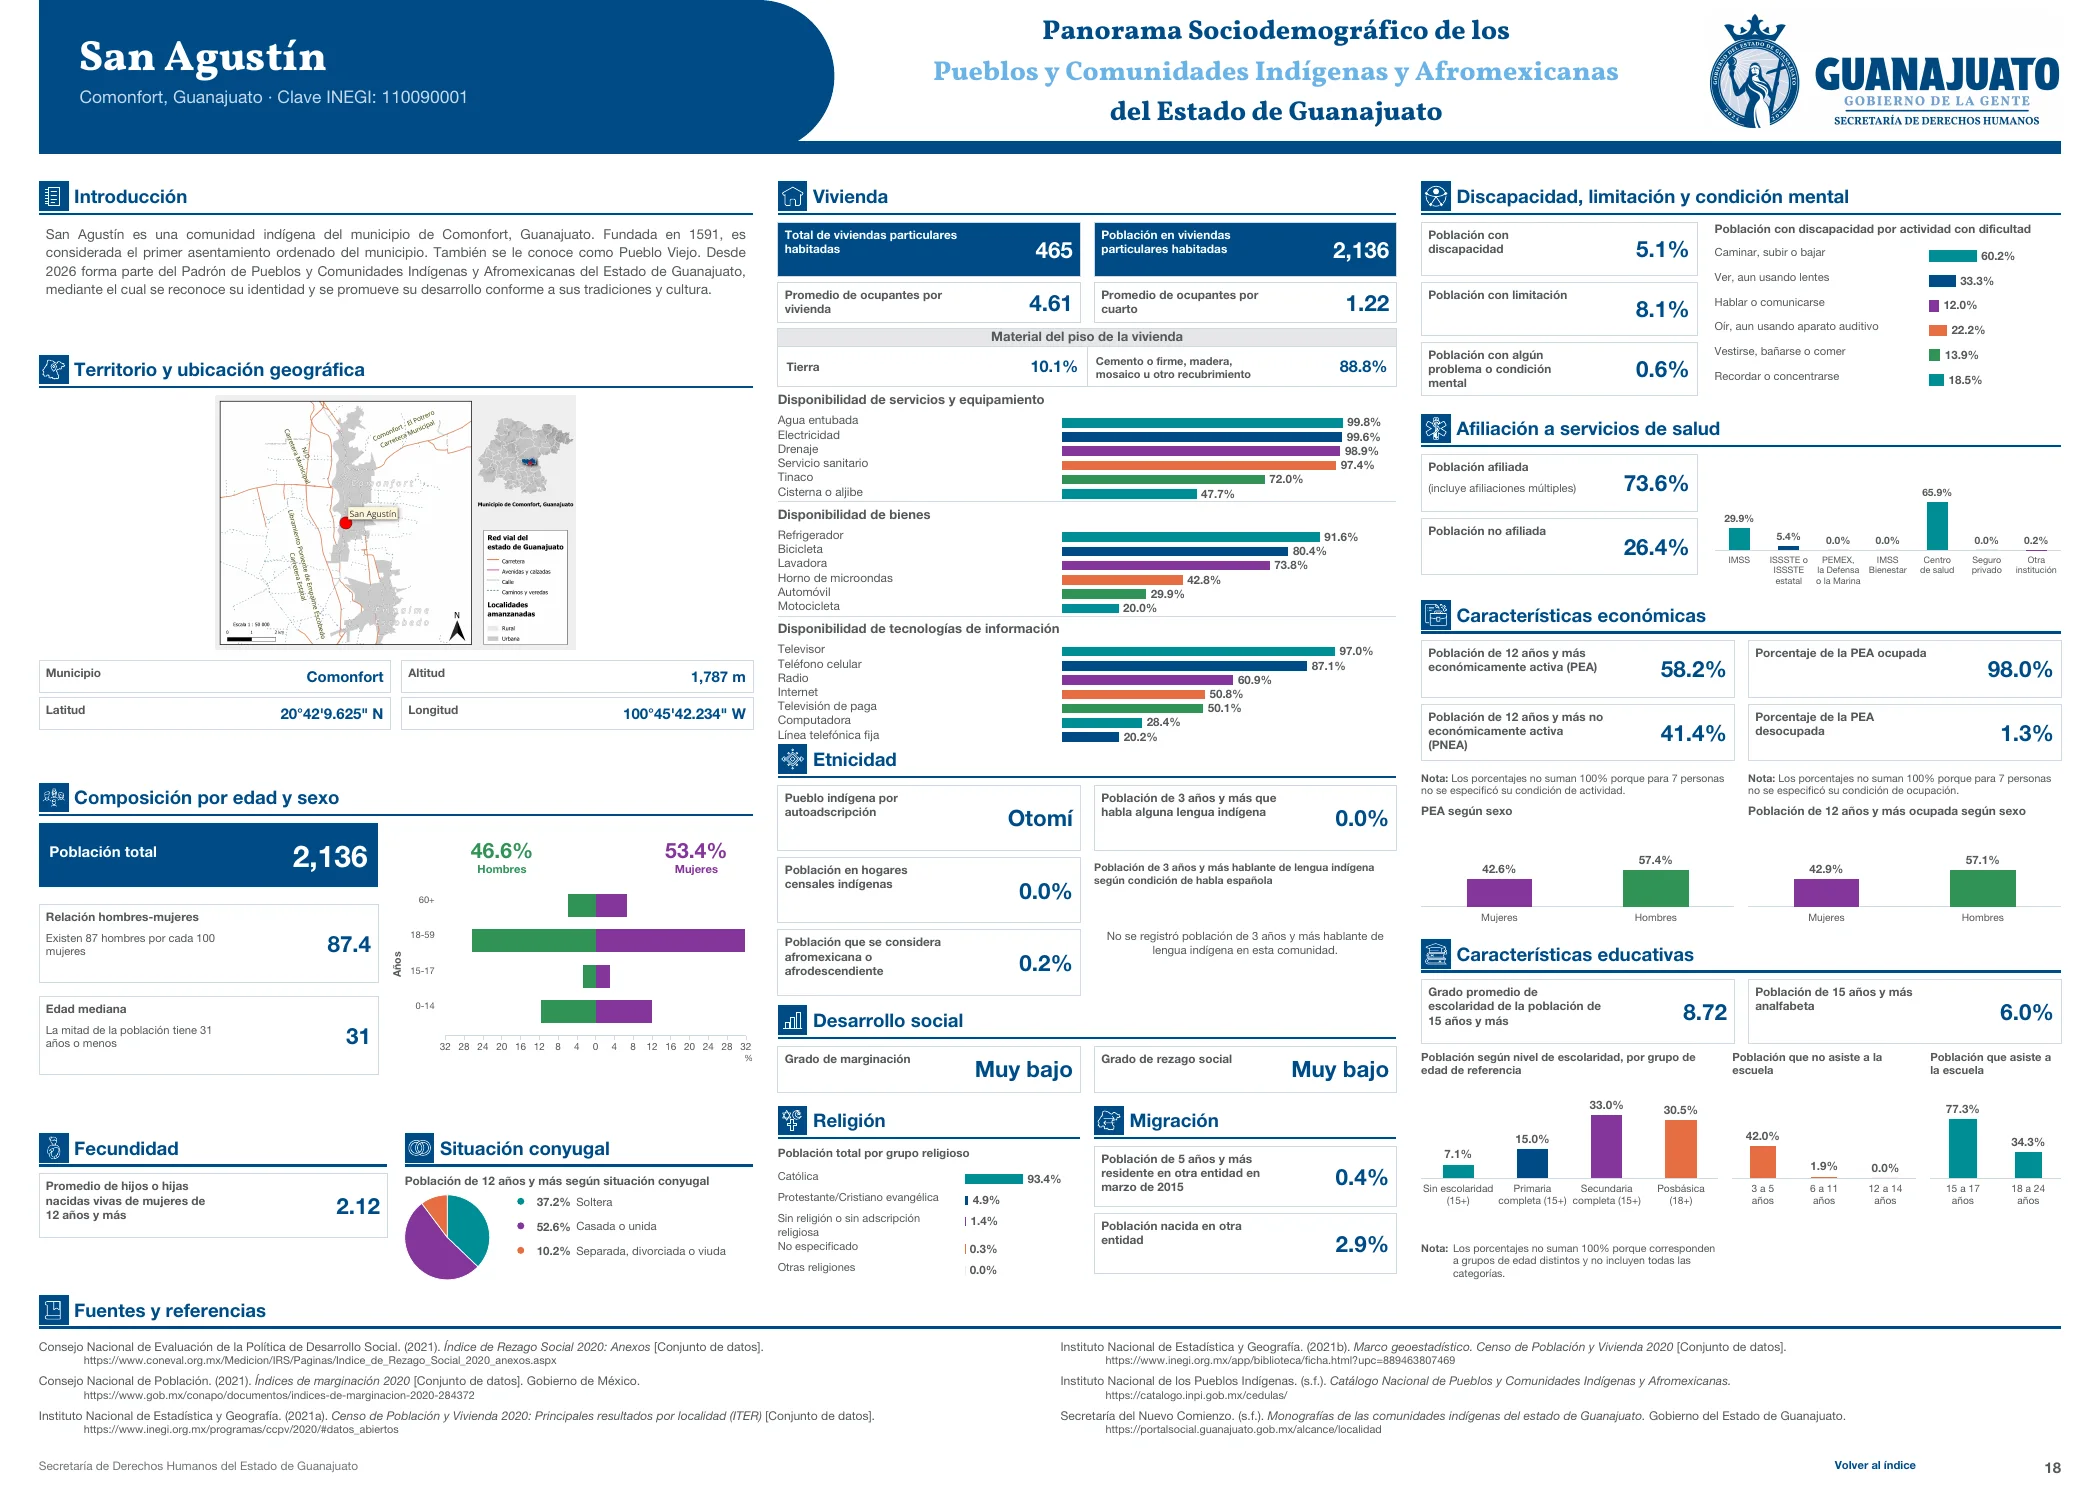 San Agustín
Comonfort, Guanajuato · Clave INEGI: 110090001
Panorama Sociodemográfico de los
Pueblos y Comunidades Indígenas y Afromexicanas
del Estado de Guanajuato
GUANAJUATO
GOBIERNO DE LA GENTE
SECRETARÍA DE DERECHOS HUMANOS
Introducción
San Agustín es una comunidad indígena del municipio de Comonfort, Guanajuato. Fundada en 1591, es
considerada el primer asentamiento ordenado del municipio. También se le conoce como Pueblo Viejo. Desde
2026 forma parte del Padrón de Pueblos y Comunidades Indígenas y Afromexicanas del Estado de Guanajuato,
mediante el cual se reconoce su identidad y se promueve su desarrollo conforme a sus tradiciones y cultura.
Territorio y ubicación geográfica
Comonfort - El Potrero
Carretera Municipal
N/D
Carretera Municipal
Comonfort
San Agustín
Libramiento Poniente de Empalme Escobedo
Carretera Estatal
Escala 1 : 50 000
0 1 2 km
N
Municipio de Comonfort, Guanajuato
Red vial del
estado de Guanajuato
Carretera
Avenidas y calzadas
Calle
Caminos y veredas
Localidades
amanzanadas
Rural
Urbana
Municipio
Comonfort
Altitud
1,787 m
Latitud
20°42'9.625" N
Longitud
100°45'42.234" W
Composición por edad y sexo
Población total
2,136
Relación hombres-mujeres
Existen 87 hombres por cada 100
mujeres
87.4
Edad mediana
La mitad de la población tiene 31
años o menos
31
46.6%
Hombres
53.4%
Mujeres
Años
60+
18-59
15-17
0-14
32 28 24 20 16 12 8 4 0 4 8 12 16 20 24 28 32
%
Fecundidad
Promedio de hijos o hijas
nacidas vivas de mujeres de
12 años y más
2.12
Situación conyugal
Población de 12 años y más según situación conyugal
37.2% Soltera
52.6% Casada o unida
10.2% Separada, divorciada o viuda
Vivienda
Total de viviendas particulares
habitadas
465
Población en viviendas
particulares habitadas
2,136
Promedio de ocupantes por
vivienda
4.61
Promedio de ocupantes por
cuarto
1.22
Material del piso de la vivienda
Tierra
10.1%
Cemento o firme, madera,
mosaico u otro recubrimiento
88.8%
Disponibilidad de servicios y equipamiento
Agua entubada 99.8%
Electricidad 99.6%
Drenaje 98.9%
Servicio sanitario 97.4%
Tinaco 72.0%
Cisterna o aljibe 47.7%
Disponibilidad de bienes
Refrigerador 91.6%
Bicicleta 80.4%
Lavadora 73.8%
Horno de microondas 42.8%
Automóvil 29.9%
Motocicleta 20.0%
Disponibilidad de tecnologías de información
Televisor 97.0%
Teléfono celular 87.1%
Radio 60.9%
Internet 50.8%
Televisión de paga 50.1%
Computadora 28.4%
Línea telefónica fija 20.2%
Etnicidad
Pueblo indígena por
autoadscripción
Otomí
Población de 3 años y más que
habla alguna lengua indígena
0.0%
Población en hogares
censales indígenas
0.0%
Población de 3 años y más hablante de lengua indígena
según condición de habla española
No se registró población de 3 años y más hablante de
lengua indígena en esta comunidad.
Población que se considera
afromexicana o
afrodescendiente
0.2%
Desarrollo social
Grado de marginación
Muy bajo
Grado de rezago social
Muy bajo
Religión
Población total por grupo religioso
Católica 93.4%
Protestante/Cristiano evangélica 4.9%
Sin religión o sin adscripción
religiosa 1.4%
No especificado 0.3%
Otras religiones 0.0%
Migración
Población de 5 años y más
residente en otra entidad en
marzo de 2015
0.4%
Población nacida en otra
entidad
2.9%
Discapacidad, limitación y condición mental
Población con
discapacidad
5.1%
Población con limitación
8.1%
Población con algún
problema o condición
mental
0.6%
Población con discapacidad por actividad con dificultad
Caminar, subir o bajar 60.2%
Ver, aun usando lentes 33.3%
Hablar o comunicarse 12.0%
Oír, aun usando aparato auditivo 22.2%
Vestirse, bañarse o comer 13.9%
Recordar o concentrarse 18.5%
Afiliación a servicios de salud
Población afiliada
(incluye afiliaciones múltiples)
73.6%
Población no afiliada
26.4%
29.9% 5.4% 0.0% 0.0% 65.9% 0.0% 0.2%
IMSS
ISSSTE o
ISSSTE
estatal
PEMEX,
la Defensa
o la Marina
IMSS
Bienestar
Centro
de salud
Seguro
privado
Otra
institución
Características económicas
Población de 12 años y más
económicamente activa (PEA)
58.2%
Porcentaje de la PEA ocupada
98.0%
Población de 12 años y más no
económicamente activa
(PNEA)
41.4%
Porcentaje de la PEA
desocupada
1.3%
Nota: Los porcentajes no suman 100% porque para 7 personas
no se especificó su condición de actividad.
Nota: Los porcentajes no suman 100% porque para 7 personas
no se especificó su condición de ocupación.
PEA según sexo
42.6% 57.4%
Mujeres Hombres
Población de 12 años y más ocupada según sexo
42.9% 57.1%
Mujeres Hombres
Características educativas
Grado promedio de
escolaridad de la población de
15 años y más
8.72
Población de 15 años y más
analfabeta
6.0%
Población según nivel de escolaridad, por grupo de
edad de referencia
7.1% 15.0% 33.0% 30.5%
Sin escolaridad
(15+)
Primaria
completa (15+)
Secundaria
completa (15+)
Posbásica
(18+)
Población que no asiste a la
escuela
42.0% 1.9% 0.0%
3 a 5
años
6 a 11
años
12 a 14
años
Población que asiste a
la escuela
77.3% 34.3%
15 a 17
años
18 a 24
años
Nota: Los porcentajes no suman 100% porque corresponden
a grupos de edad distintos y no incluyen todas las
categorías.
Fuentes y referencias
Consejo Nacional de Evaluación de la Política de Desarrollo Social. (2021). Índice de Rezago Social 2020: Anexos [Conjunto de datos].
https://www.coneval.org.mx/Medicion/IRS/Paginas/Indice_de_Rezago_Social_2020_anexos.aspx
Consejo Nacional de Población. (2021). Índices de marginación 2020 [Conjunto de datos]. Gobierno de México.
https://www.gob.mx/conapo/documentos/indices-de-marginacion-2020-284372
Instituto Nacional de Estadística y Geografía. (2021a). Censo de Población y Vivienda 2020: Principales resultados por localidad (ITER) [Conjunto de datos].
https://www.inegi.org.mx/programas/ccpv/2020/#datos_abiertos
Instituto Nacional de Estadística y Geografía. (2021b). Marco geoestadístico. Censo de Población y Vivienda 2020 [Conjunto de datos].
https://www.inegi.org.mx/app/biblioteca/ficha.html?upc=889463807469
Instituto Nacional de los Pueblos Indígenas. (s.f.). Catálogo Nacional de Pueblos y Comunidades Indígenas y Afromexicanas.
https://catalogo.inpi.gob.mx/cedulas/
Secretaría del Nuevo Comienzo. (s.f.). Monografías de las comunidades indígenas del estado de Guanajuato. Gobierno del Estado de Guanajuato.
https://portalsocial.guanajuato.gob.mx/alcance/localidad
Secretaría de Derechos Humanos del Estado de Guanajuato
Volver al índice
18